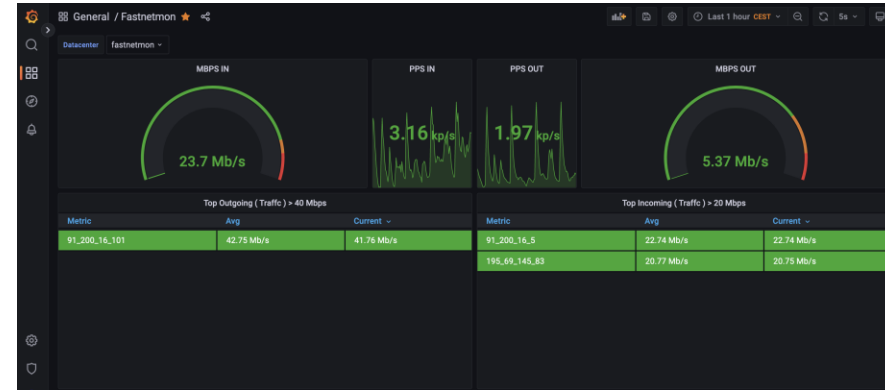 General / Fastnetmon
Last 1 hour CEST
5s
Datacenter fastnetmon
MBPS IN
23.7 Mb/s
PPS IN
3.16 kp/s
PPS OUT
1.97 kp/s
MBPS OUT
5.37 Mb/s
Top Outgoing ( Traffc ) > 40 Mbps
Metric Avg Current
91_200_16_101 42.75 Mb/s 41.76 Mb/s
Top Incoming ( Traffc ) > 20 Mbps
Metric Avg Current
91_200_16_5 22.74 Mb/s 22.74 Mb/s
195_69_145_83 20.77 Mb/s 20.75 Mb/s